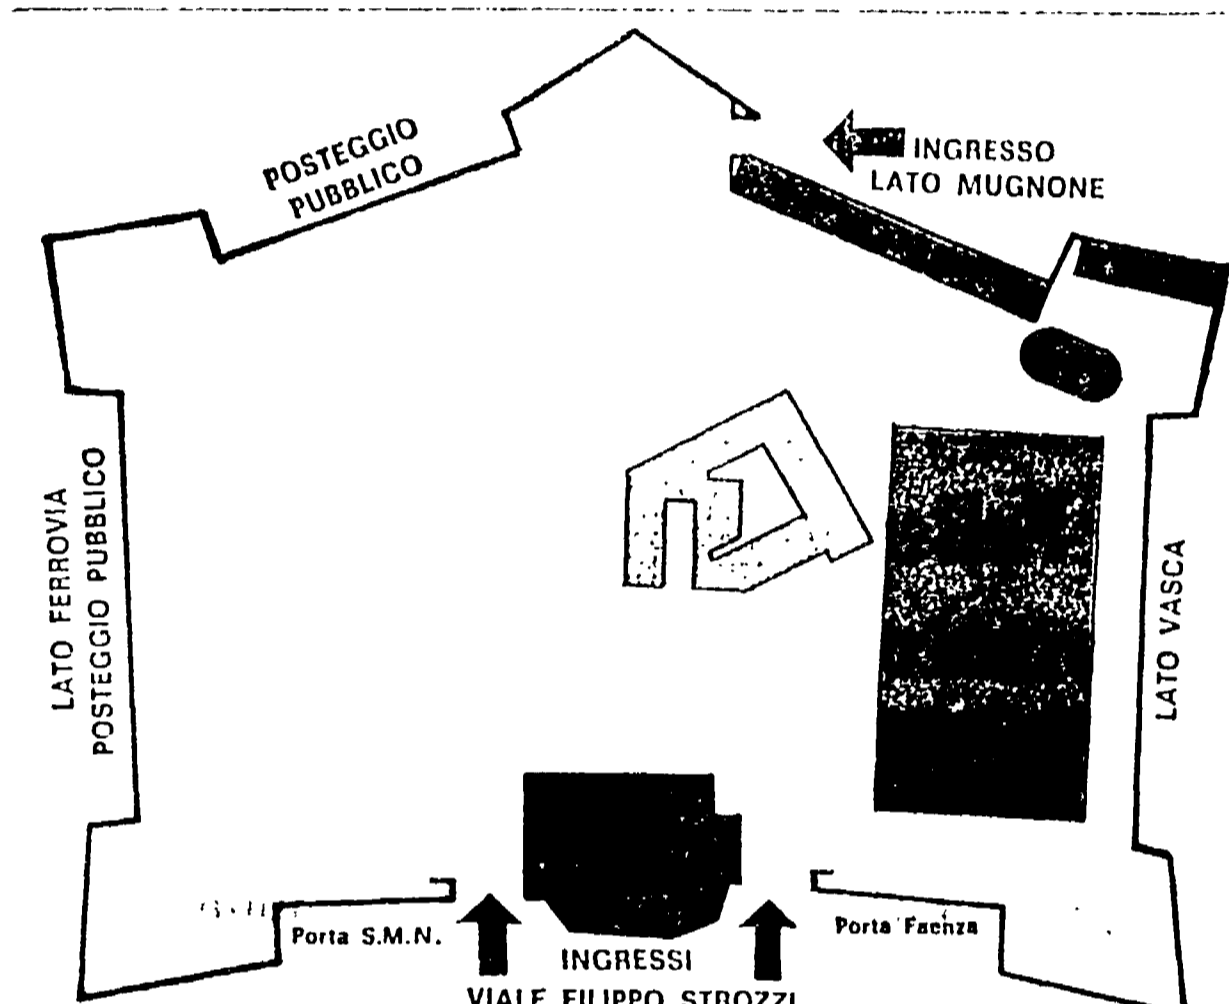 POSTEGGIO
PUBBLICO
INGRESSO
LATO MUGNONE
LATO FERROVIA
POSTEGGIO PUBBLICO
LATO VASCA
Porta S.M.N.
Porta Faenza
INGRESSI
VIALE FILIPPO STROZZI